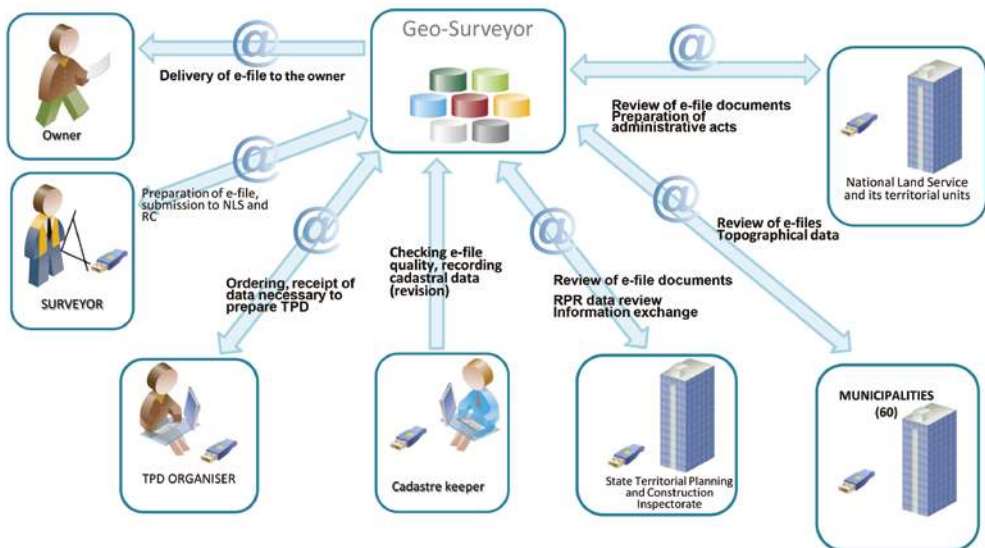 Geo-Surveyor
@
Delivery of e-file to the owner
Owner
@
Review of e-file documents
Preparation of
administrative acts
National Land Service
and its territorial units
@
Preparation of e-file,
submission to NLS and
RC
SURVEYOR
@
Ordering, receipt of
data necessary to
prepare TPD
TPD ORGANISER
Checking e-file
quality, recording
cadastral data
(revision)
Cadastre keeper
@
Review of e-file documents
RPR data review
Information exchange
State Territorial Planning
and Construction
Inspectorate
@
Review of e-files
Topographical data
MUNICIPALITIES
(60)